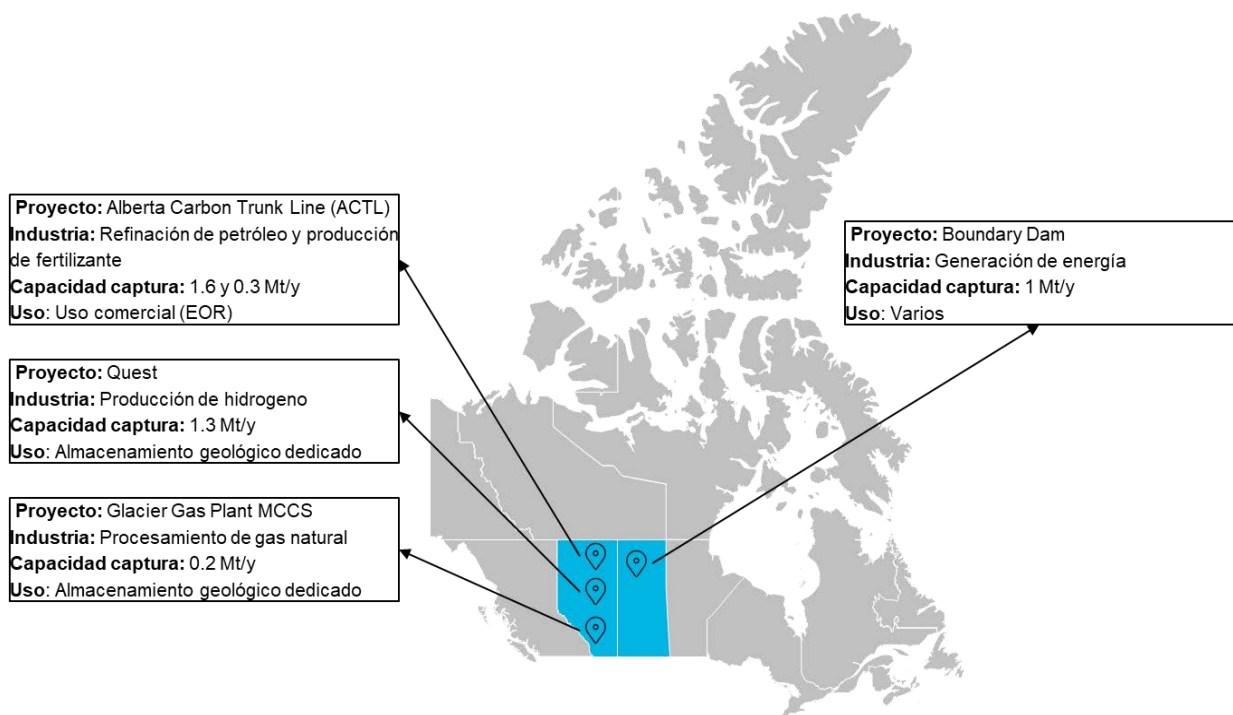 Proyecto: Alberta Carbon Trunk Line (ACTL)
Industria: Refinación de petróleo y producción
de fertilizante
Capacidad captura: 1.6 y 0.3 Mt/y
Uso: Uso comercial (EOR)
Proyecto: Quest
Industria: Producción de hidrogeno
Capacidad captura: 1.3 Mt/y
Uso: Almacenamiento geológico dedicado
Proyecto: Glacier Gas Plant MCCS
Industria: Procesamiento de gas natural
Capacidad captura: 0.2 Mt/y
Uso: Almacenamiento geológico dedicado
Proyecto: Boundary Dam
Industria: Generación de energía
Capacidad captura: 1 Mt/y
Uso: Varios